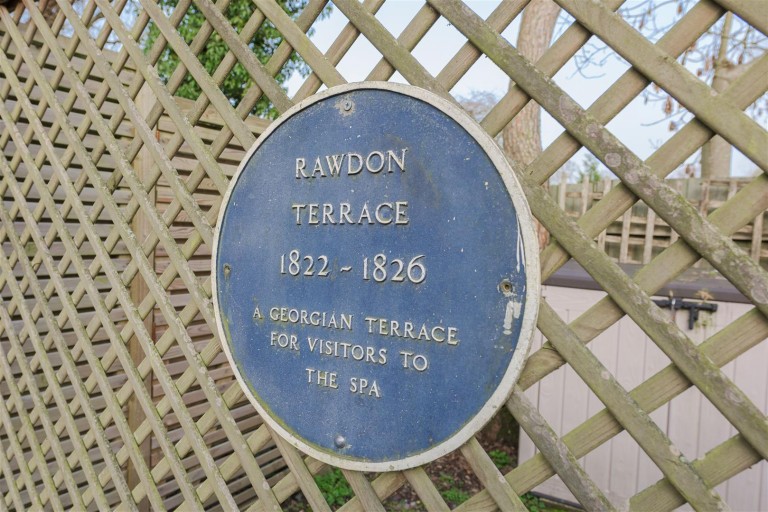 RAWDON
TERRACE
1822 ~ 1826
A GEORGIAN TERRACE
FOR VISITORS TO
THE SPA